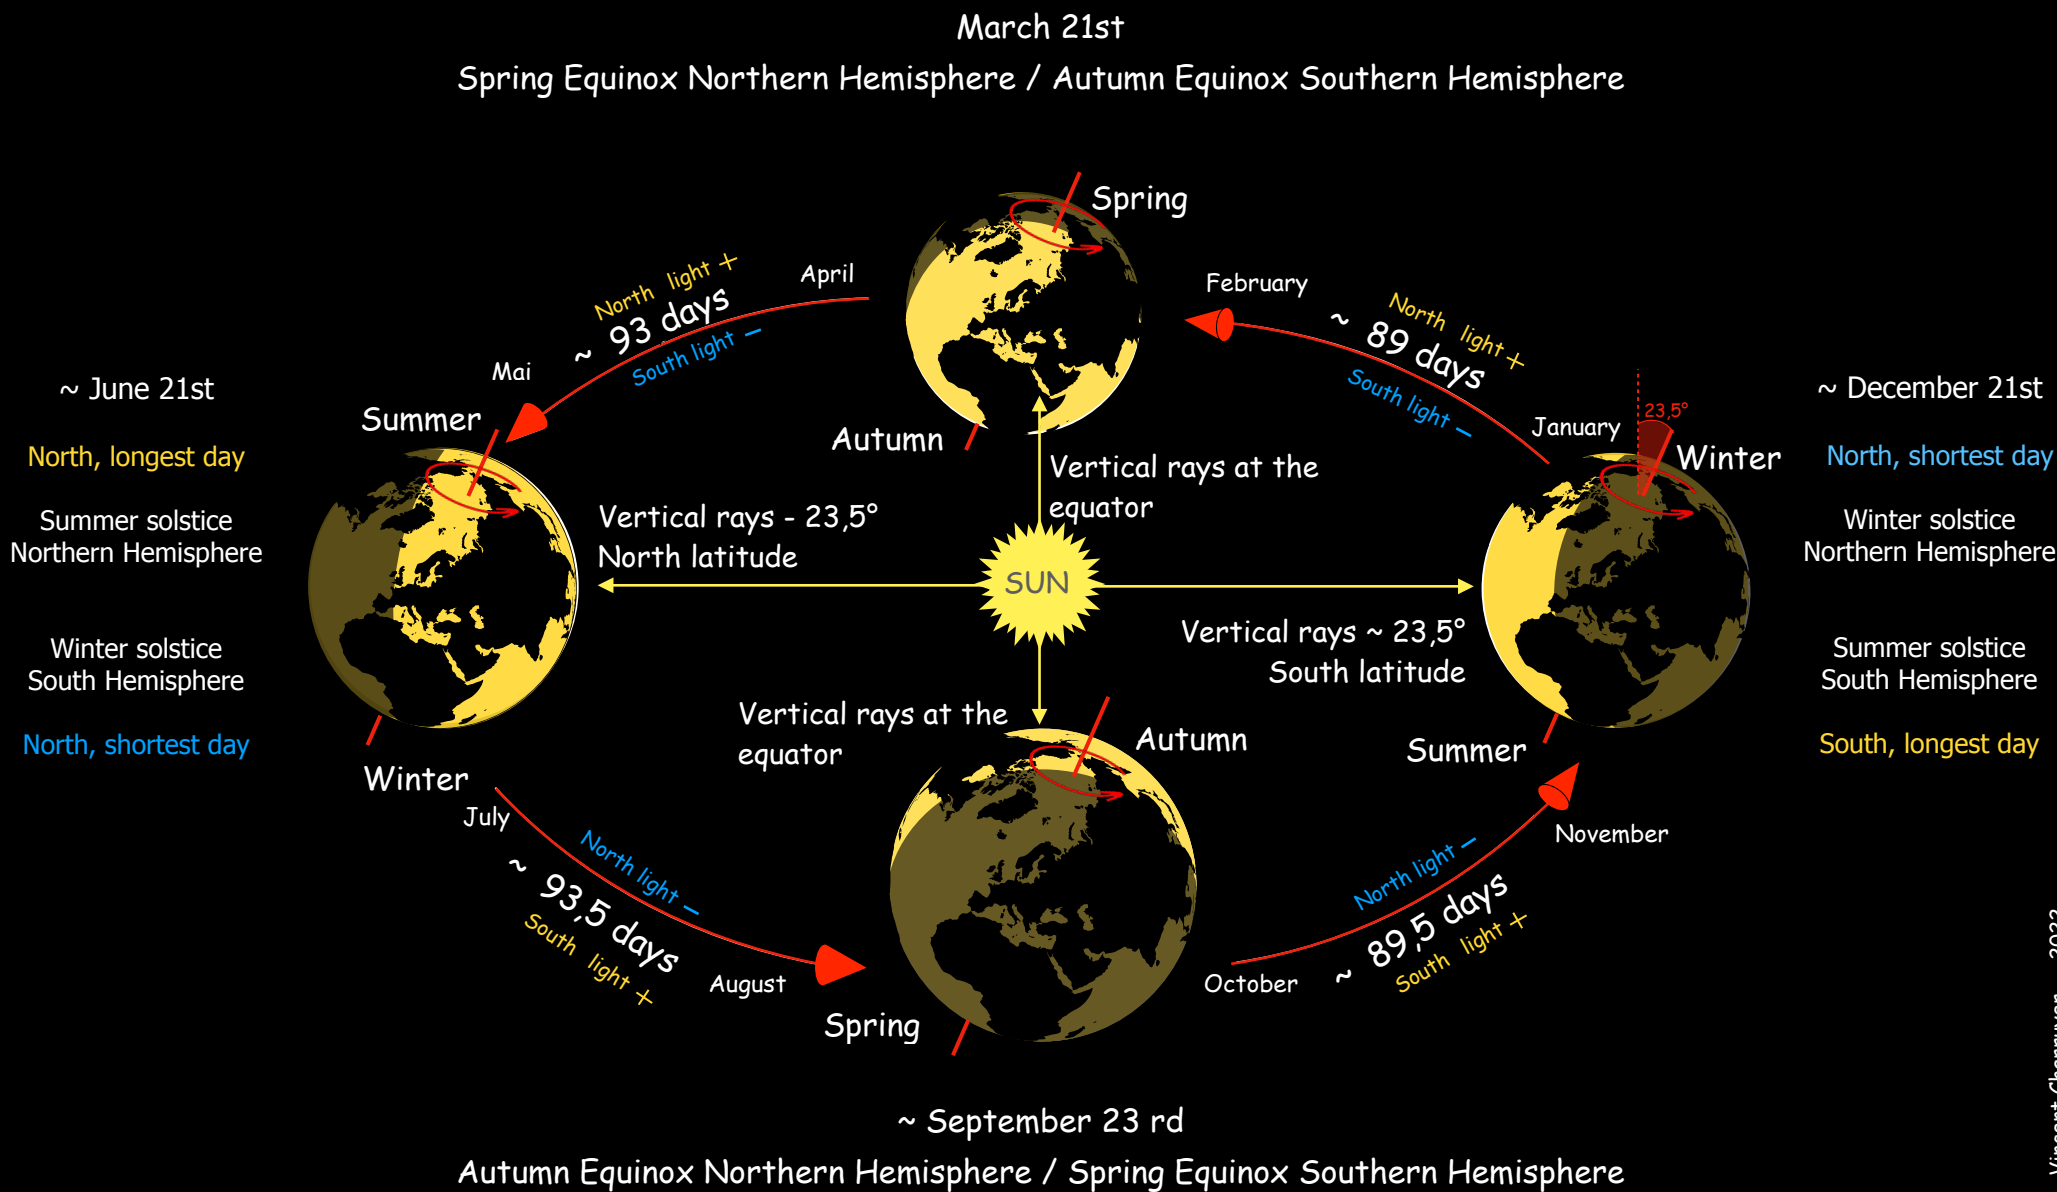 March 21st
Spring Equinox Northern Hemisphere / Autumn Equinox Southern Hemisphere
Spring
April
North light +
~ 93 days
South light –
Mai
February
North light +
~ 89 days
South light –
January
23,5°
~ June 21st
North, longest day
Summer solstice
Northern Hemisphere
Winter solstice
South Hemisphere
North, shortest day
Summer
Autumn
Vertical rays at the
equator
Vertical rays - 23,5°
North latitude
SUN
Vertical rays ~ 23,5°
South latitude
Vertical rays at the
equator
Winter
~ December 21st
North, shortest day
Winter solstice
Northern Hemisphere
Summer solstice
South Hemisphere
South, longest day
Summer
Autumn
Winter
July
North light –
~ 93,5 days
South light +
August
Spring
October
North light –
~ 89,5 days
South light +
November
~ September 23 rd
Autumn Equinox Northern Hemisphere / Spring Equinox Southern Hemisphere
Vincent